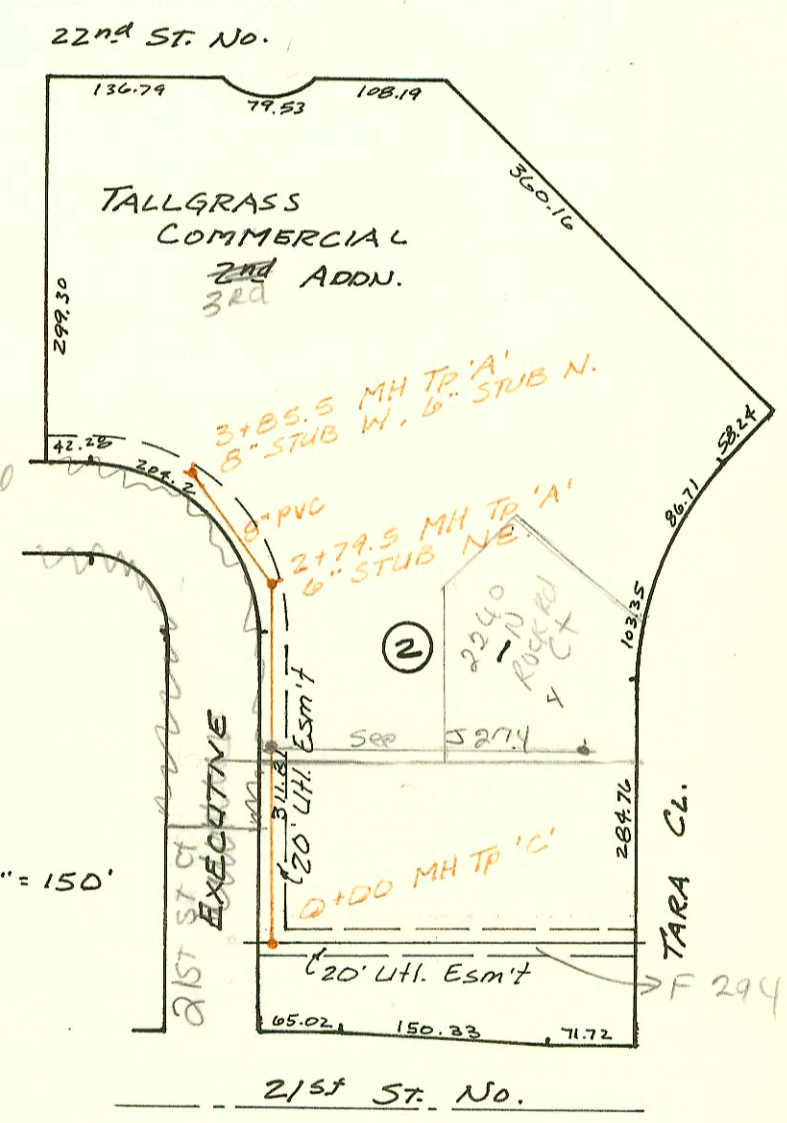 22nd ST. No.
136.79
79.53
108.19
360.16
TALLGRASS
COMMERCIAL
2nd ADDN.
3RD
299.30
3+85.5 MH Tp 'A'
8" STUB W, 6" STUB N.
42.28
204.2
58.24
86.71
8" PVC
2+79.5 MH Tp 'A'
6" STUB NE.
103.35
2
2240
N
ROCK RD
Ct
1
See J274
311.81
20' Utl. Esm't
EXECUTIVE
21ST ST Ct
284.76
TARA CL.
" = 150'
0+00 MH Tp 'C'
20' Utl. Esm't
F 294
65.02
150.33
71.72
21st ST. No.